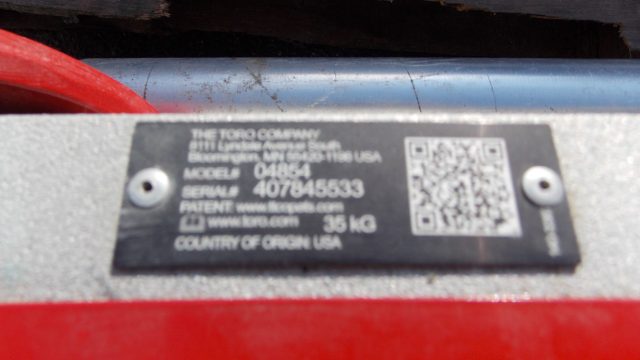 THE TORO COMPANY
8111 Lyndale Avenue South
Bloomington, MN 55420-1196 USA
MODEL# 04854
SERIAL# 407845533
PATENT: www.ttcopats.com
www.toro.com 35 kG
COUNTRY OF ORIGIN: USA